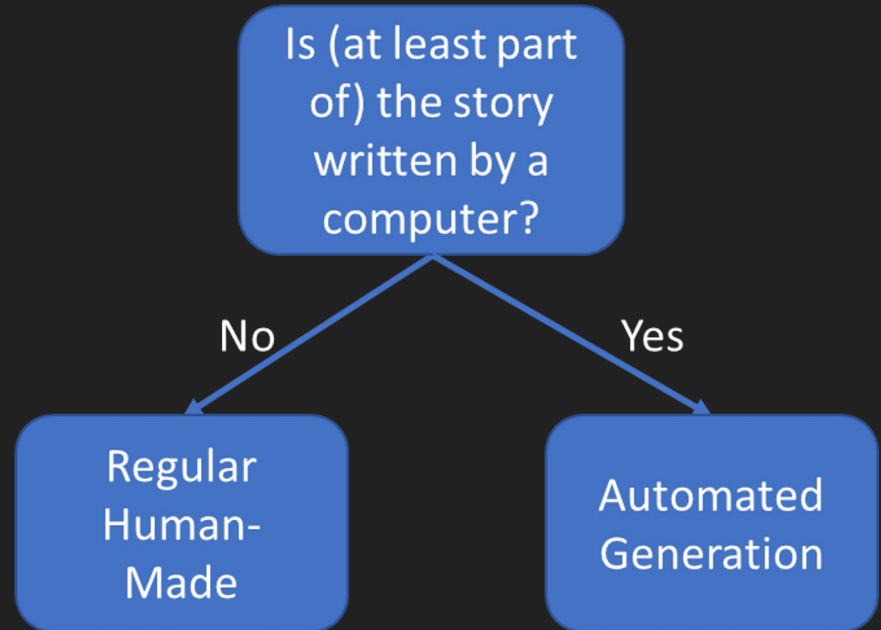 Is (at least part
of) the story
written by a
computer?
No
Yes
Regular
Human-
Made
Automated
Generation